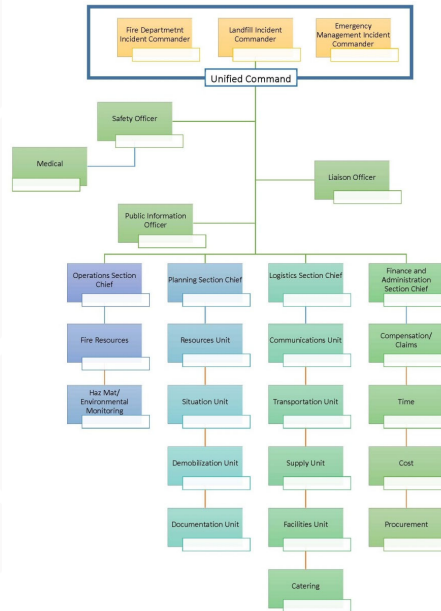 Fire Departmetnt
Incident Commander
Landfill Incident
Commander
Emergency
Management Incident
Commander
Unified Command
Safety Officer
Medical
Liaison Officer
Public Information
Officer
Operations Section
Chief
Planning Section Chief
Logistics Section Chief
Finance and
Administration
Section Chief
Fire Resources
Resources Unit
Communications Unit
Compensation/
Claims
Haz Mat/
Environmental
Monitoring
Situation Unit
Transportation Unit
Time
Demobilization Unit
Supply Unit
Cost
Documentation Unit
Facilities Unit
Procurement
Catering